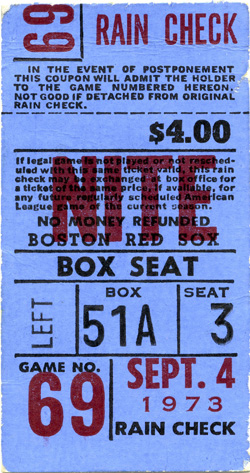 69
RAIN CHECK
IN THE EVENT OF POSTPONEMENT
THIS COUPON WILL ADMIT THE HOLDER
TO THE GAME NUMBERED HEREON.
NOT GOOD IF DETACHED FROM ORIGINAL
RAIN CHECK.
$4.00
If legal game is not played or not resched-
uled with this same ticket valid, this rain
check may be exchanged at box office for
a ticket of the same price, if available, for
any future regularly scheduled American
League game of the current season.
NITE
NO MONEY REFUNDED
BOSTON RED SOX
BOX SEAT
LEFT
BOX
51A
SEAT
3
GAME NO.
69
SEPT. 4
1973
RAIN CHECK